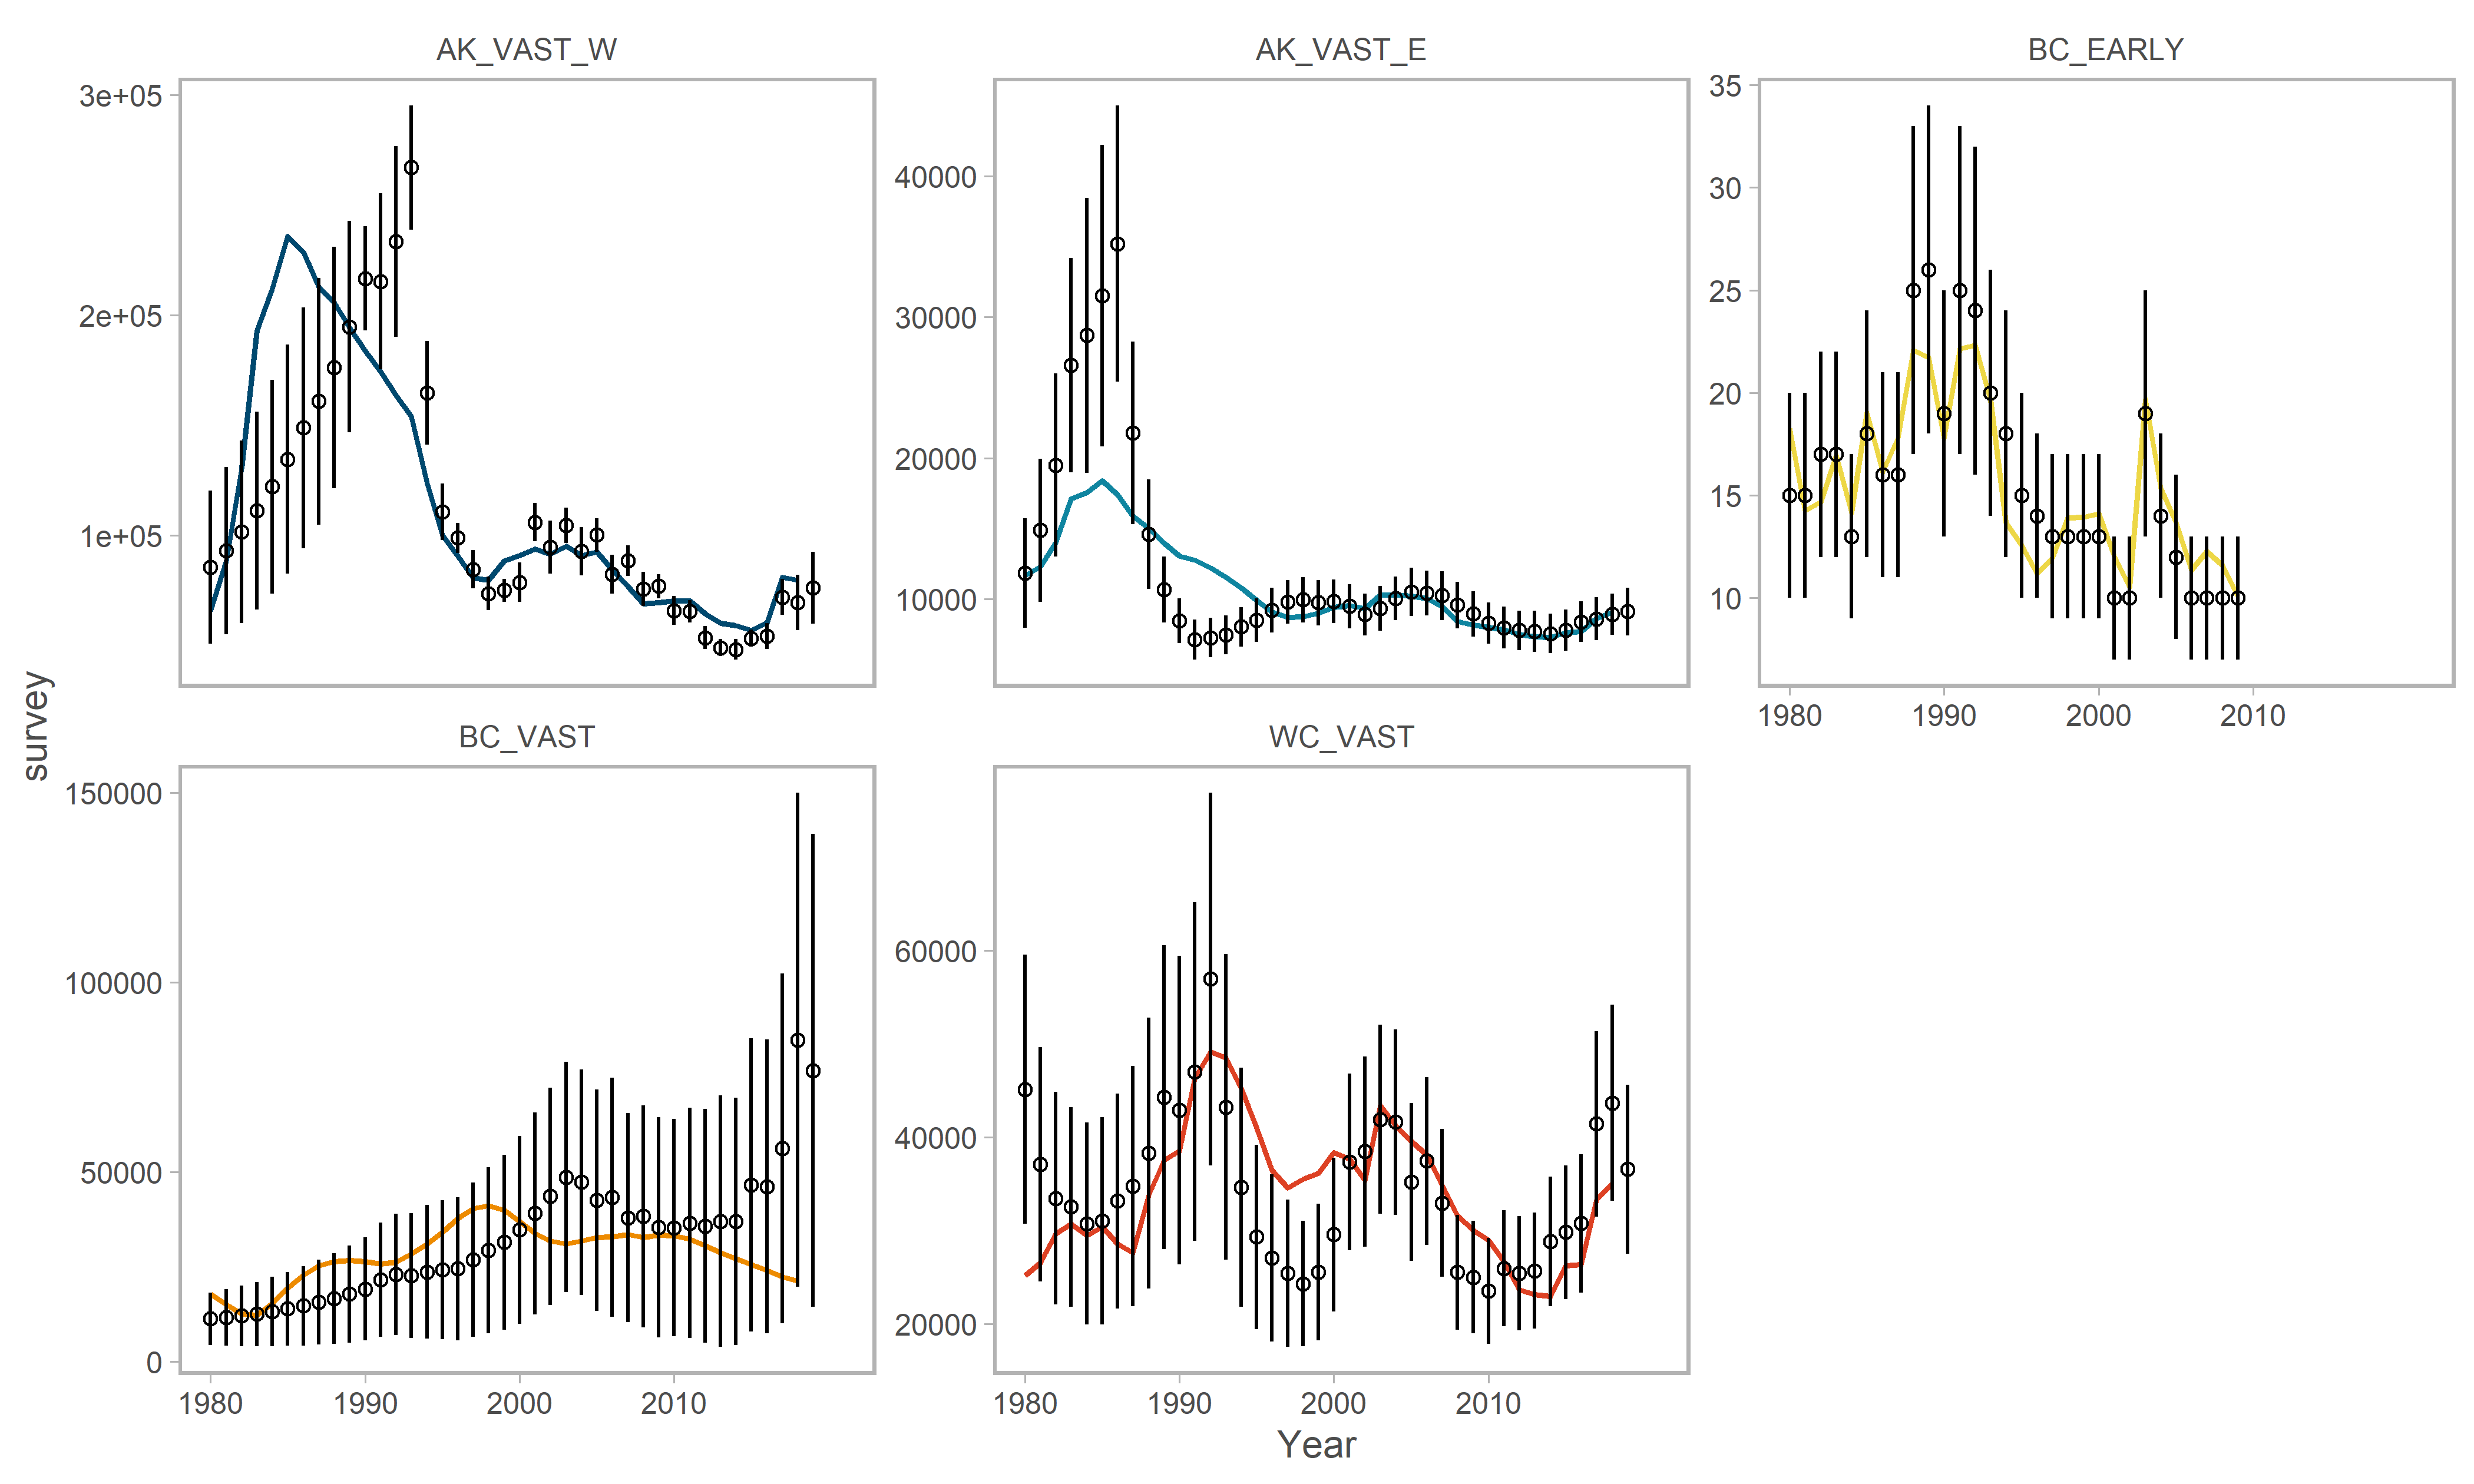 AK_VAST_W
AK_VAST_E
BC_EARLY
3e+05
2e+05
1e+05
40000
30000
20000
10000
35
30
25
20
15
10
1980 1990 2000 2010
survey
BC_VAST
WC_VAST
150000
100000
50000
0
60000
40000
20000
1980 1990 2000 2010
1980 1990 2000 2010
Year